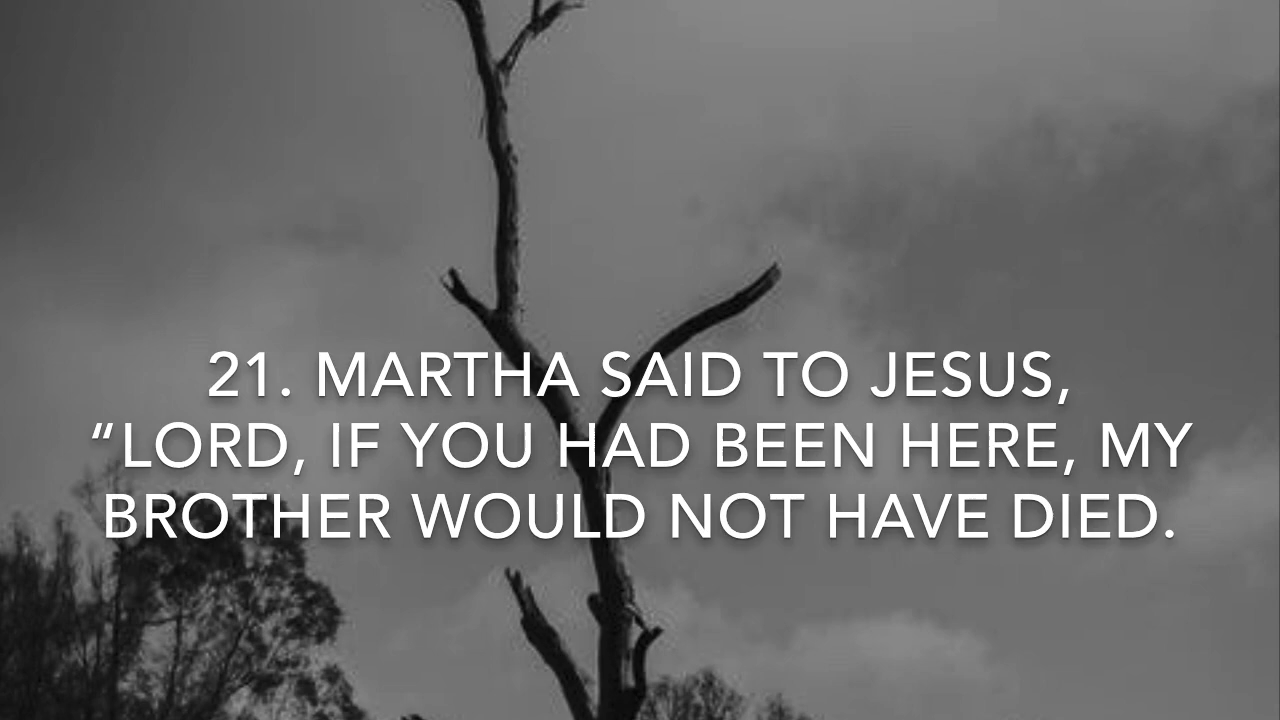 21. MARTHA SAID TO JESUS,
“LORD, IF YOU HAD BEEN HERE, MY
BROTHER WOULD NOT HAVE DIED.